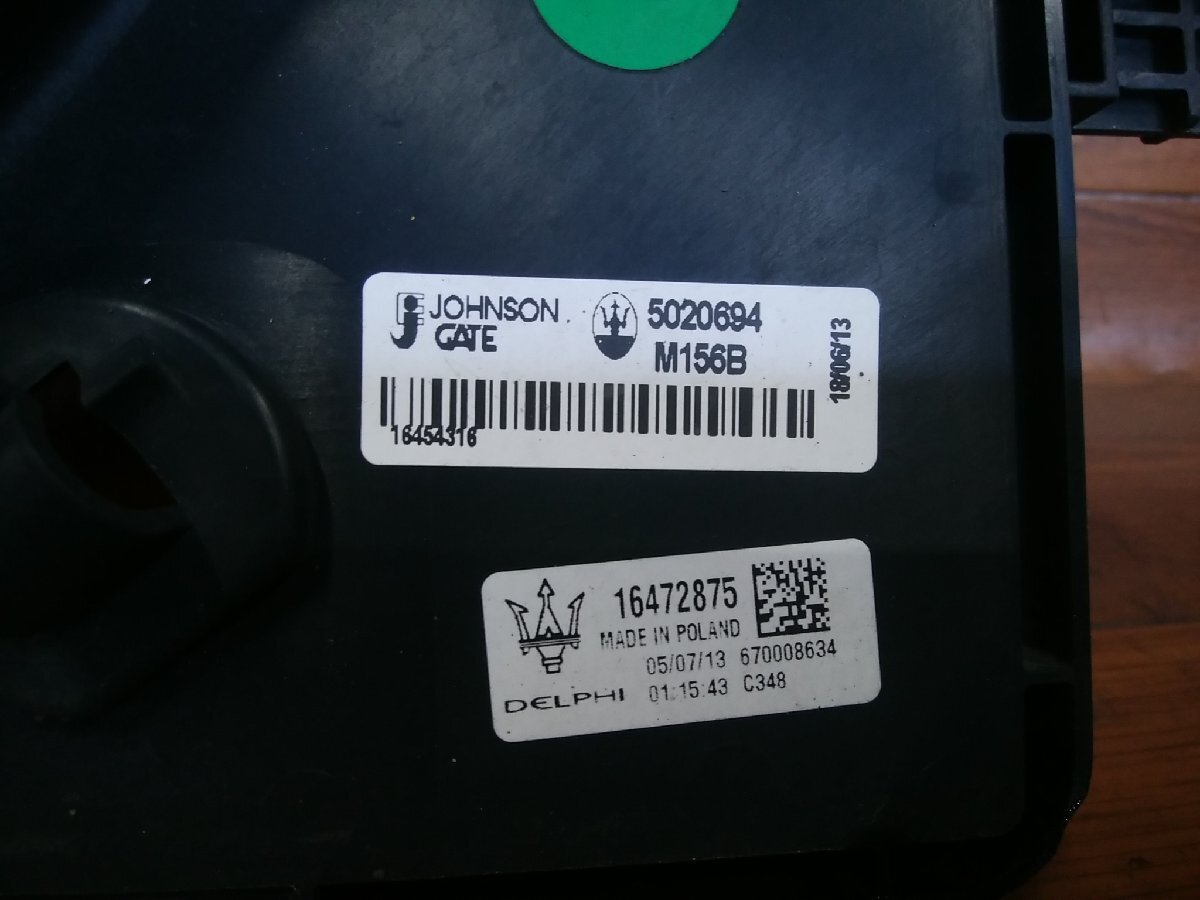 JOHNSON
GATE
5020694
M156B
18/06/13
16454316
16472875
MADE IN POLAND
05/07/13 670008634
DELPHI 01:15:43 C348